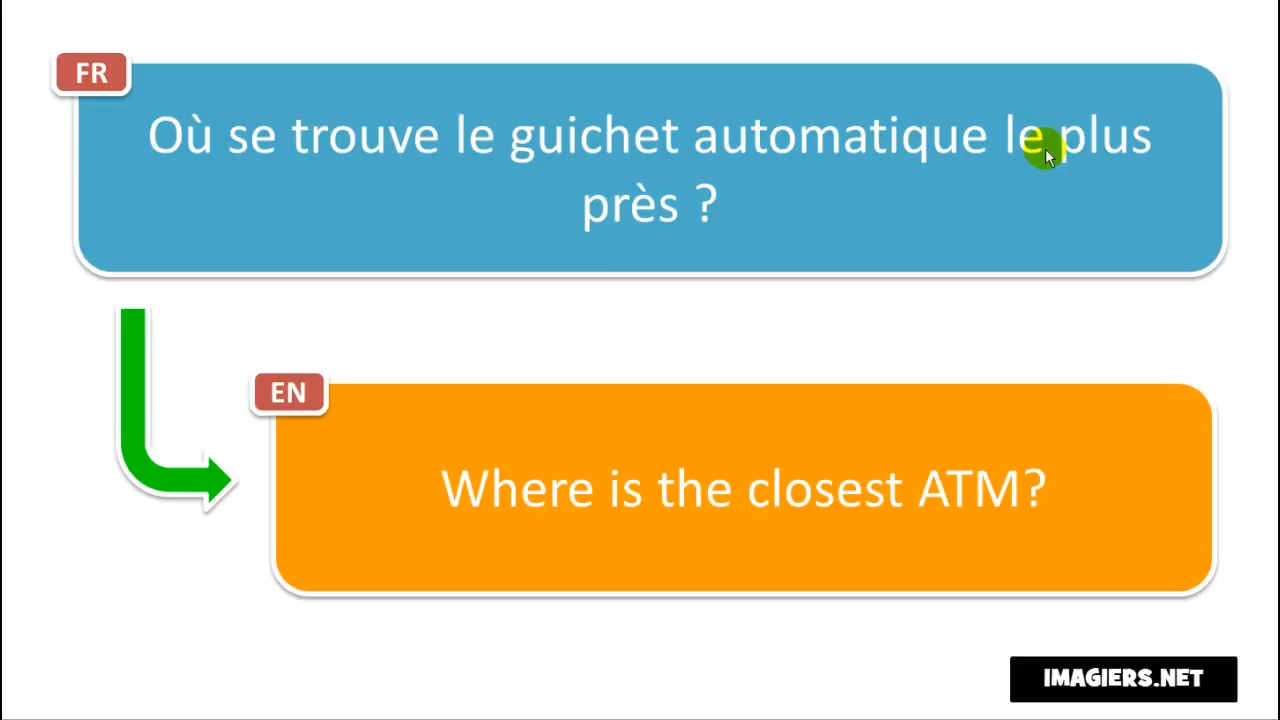 FR
Où se trouve le guichet automatique le plus
près ?
EN
Where is the closest ATM?
IMAGIERS.NET